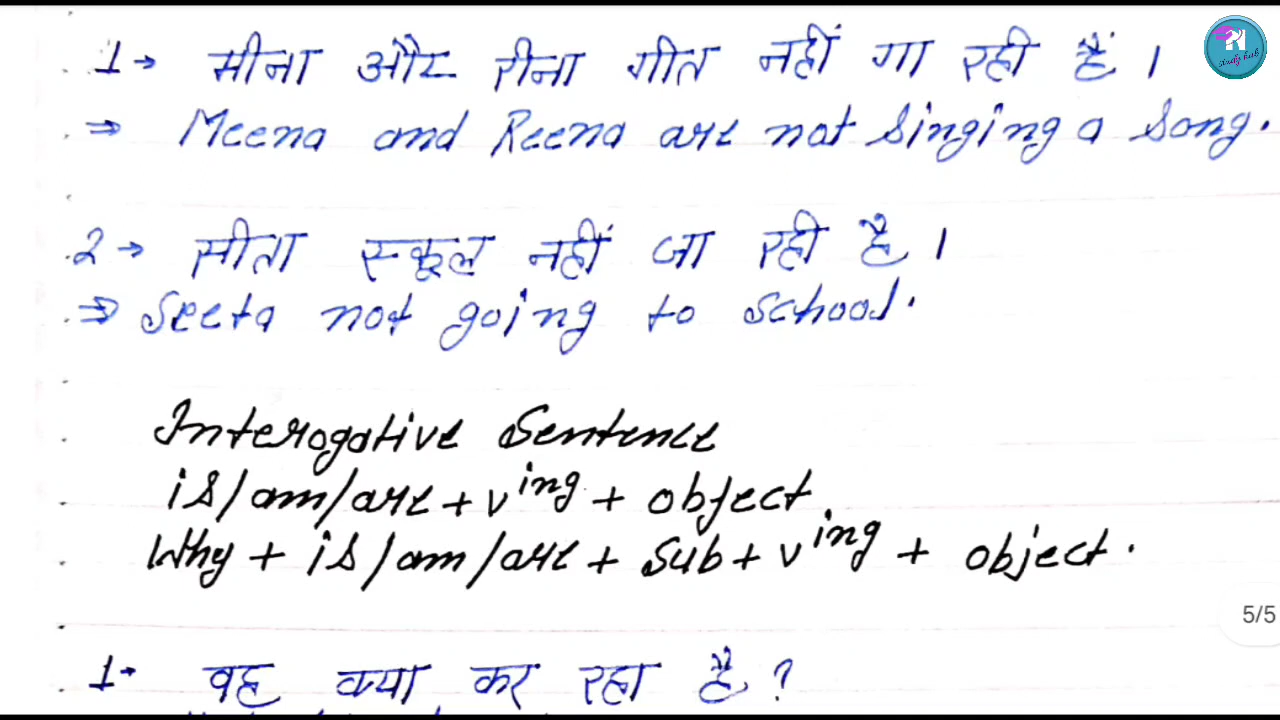 1→ मीना और रीना गीत नहीं गा रही हैं ।
⇒ Meena and Reena are not singing a song.
2→ सीता स्कूल नहीं जा रही है ।
⇒ Seeta not going to school.
Interogative Sentence
is/am/are + v ing + object
Why + is/am/are + Sub + v ing + object.
1→ वह क्या कर रहा है ?
N
study hub
5/5